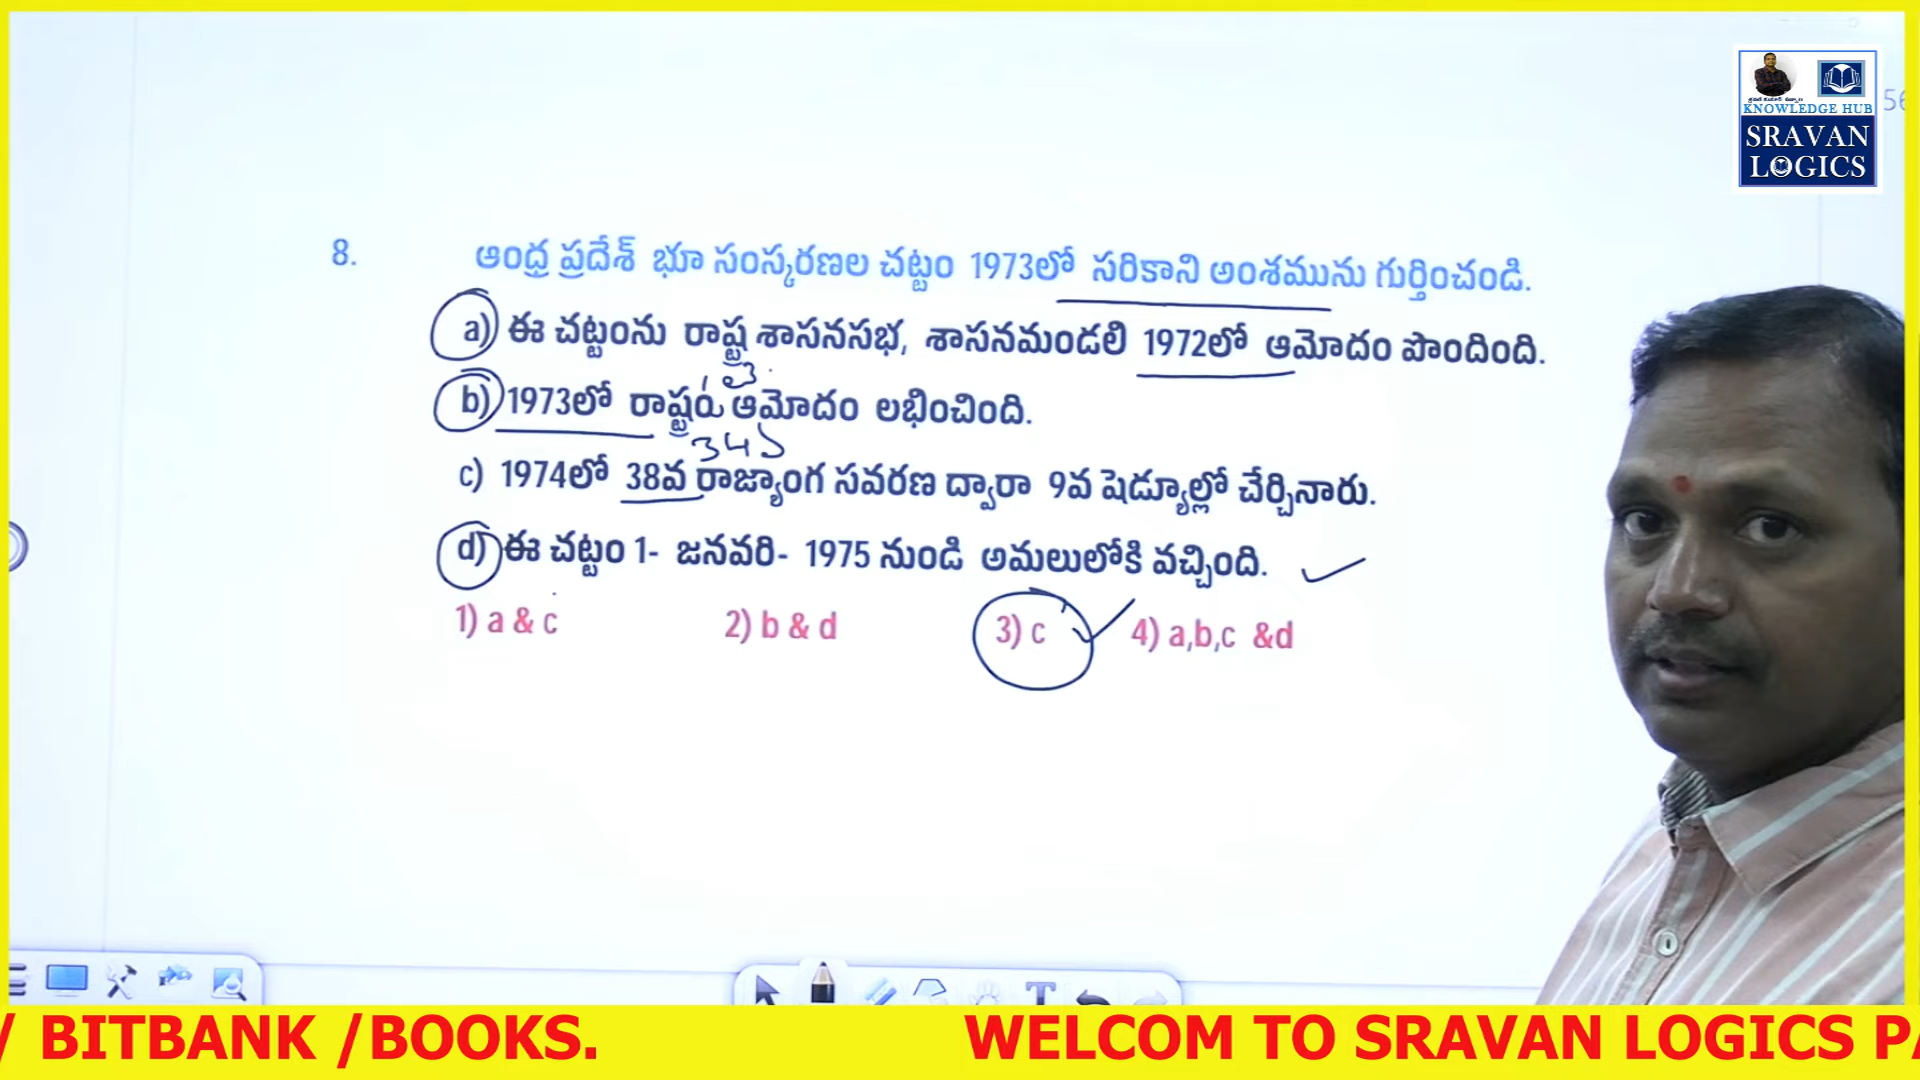 KNOWLEDGE HUB
SRAVAN
LOGICS
8. ఆంధ్ర ప్రదేశ్ భూ సంస్కరణల చట్టం 1973లో సరికాని అంశమును గుర్తించండి.
a) ఈ చట్టంను రాష్ట్ర శాసనసభ, శాసనమండలి 1972లో ఆమోదం పొందింది.
b) 1973లో రాష్ట్రం ఆమోదం లభించింది.
34
c) 1974లో 38వ రాజ్యాంగ సవరణ ద్వారా 9వ షెడ్యూల్లో చేర్చినారు.
d) ఈ చట్టం 1- జనవరి- 1975 నుండి అమలులోకి వచ్చింది.
1) a & c 2) b & d 3) c 4) a,b,c &d
/ BITBANK /BOOKS. WELCOM TO SRAVAN LOGICS